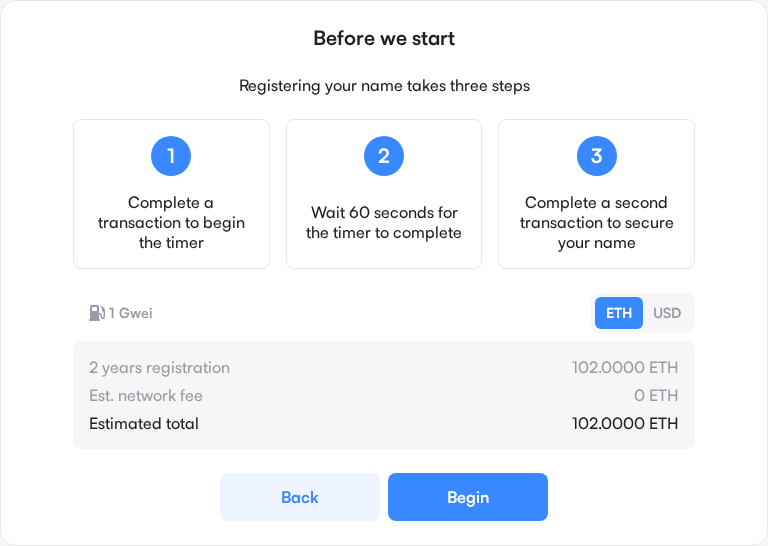 Before we start
Registering your name takes three steps
1
Complete a
transaction to begin
the timer
2
Wait 60 seconds for
the timer to complete
3
Complete a second
transaction to secure
your name
1 Gwei
ETH USD
2 years registration 102.0000 ETH
Est. network fee 0 ETH
Estimated total 102.0000 ETH
Back Begin